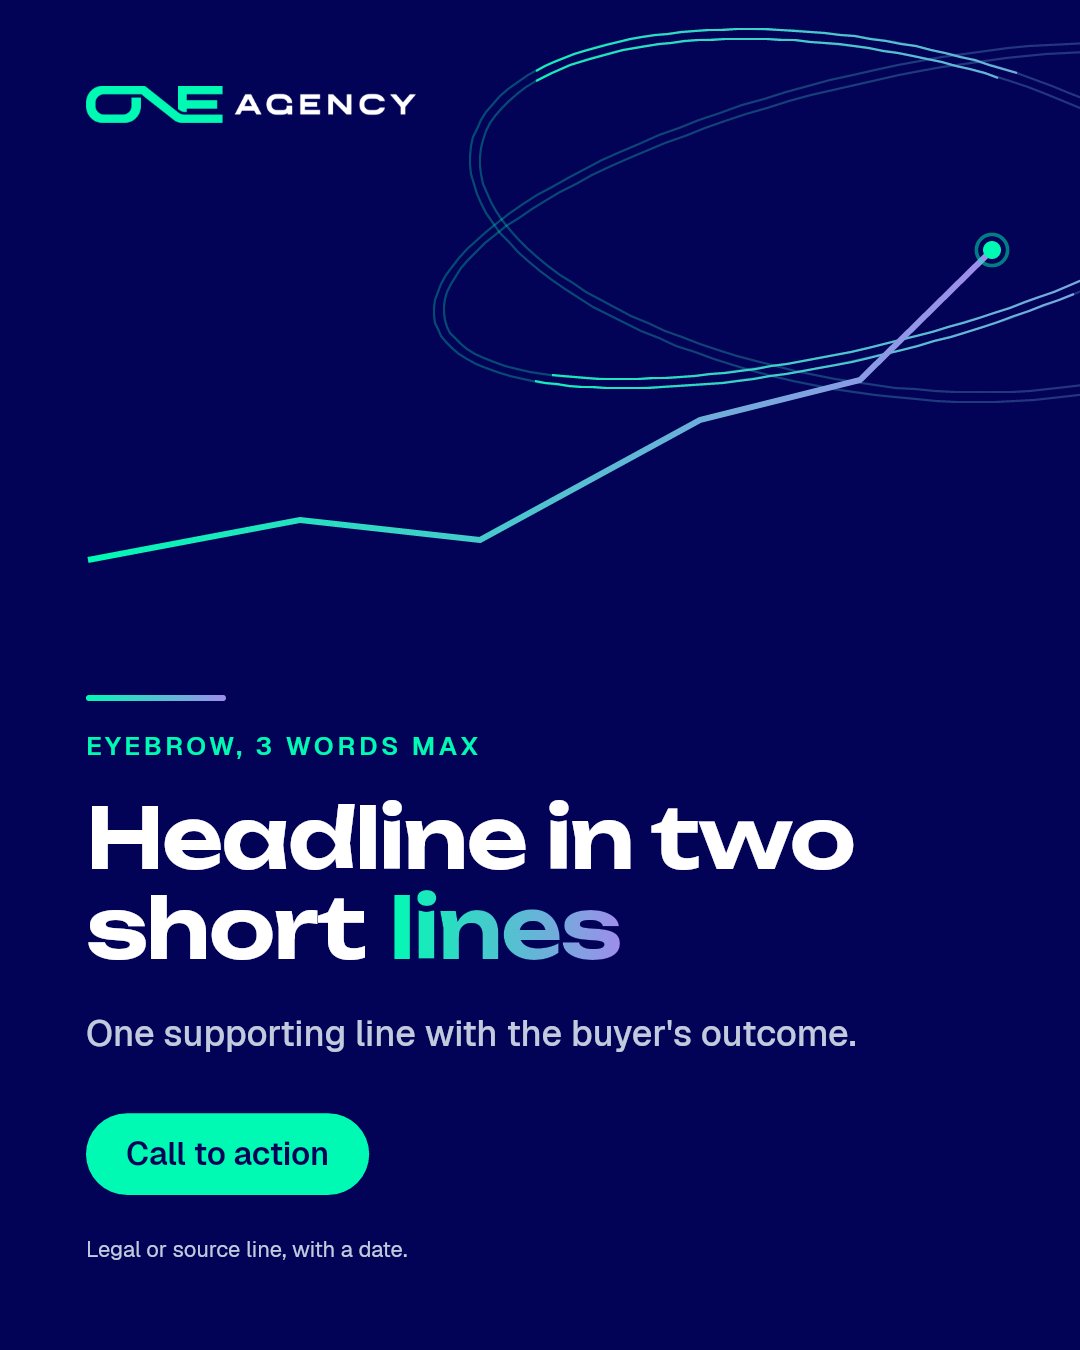 ONE AGENCY
EYEBROW, 3 WORDS MAX
Headline in two
short lines
One supporting line with the buyer's outcome.
Call to action
Legal or source line, with a date.